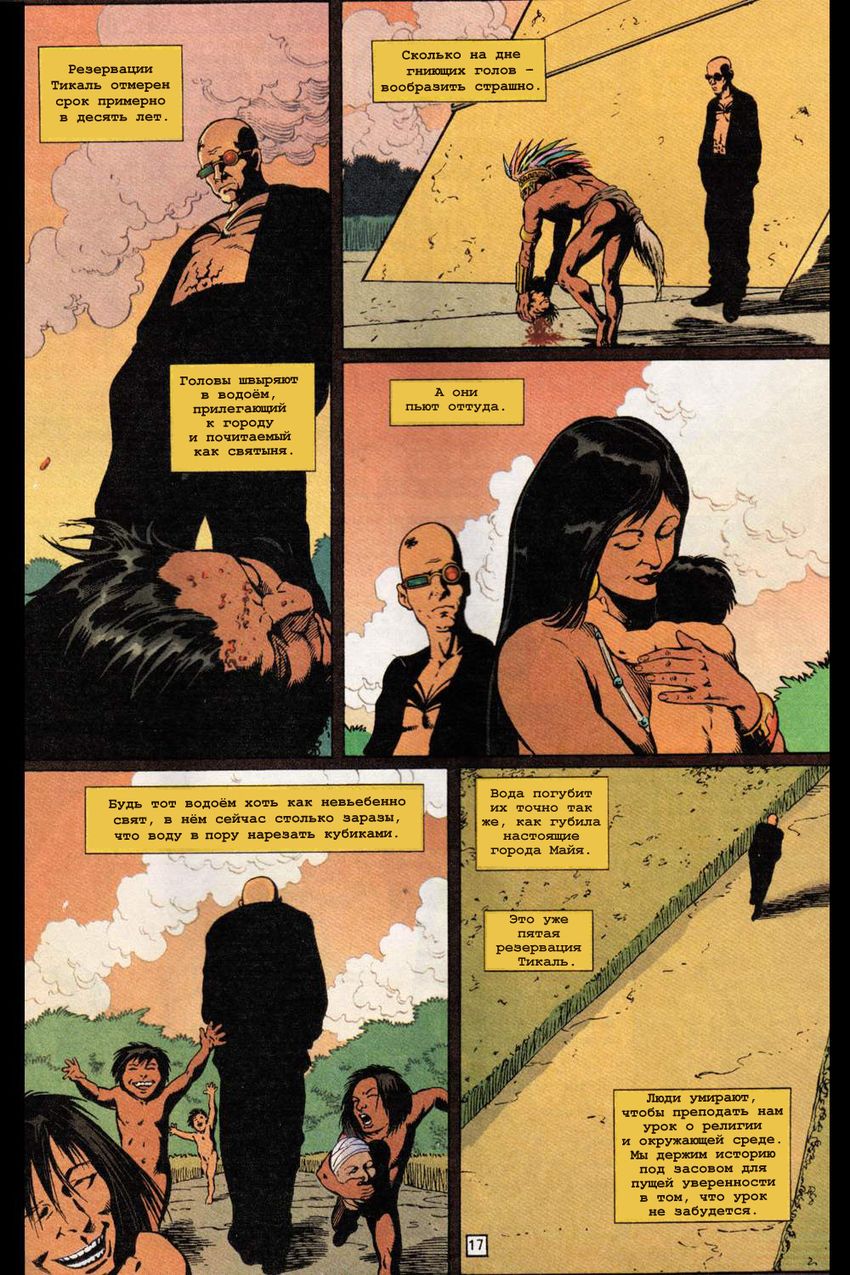 Резервации
Тикаль отмерен
срок примерно
в десять лет.
Головы швыряют
в водоём,
прилегающий
к городу
и почитаемый
как святыня.
Сколько на дне
гниющих голов –
вообразить страшно.
А они
пьют оттуда.
Будь тот водоём хоть как невьебенно
свят, в нём сейчас столько заразы,
что воду в пору нарезать кубиками.
Вода погубит
их точно так
же, как губила
настоящие
города Майя.
Это уже
пятая
резервация
Тикаль.
Люди умирают,
чтобы преподать нам
урок о религии
и окружающей среде.
Мы держим историю
под засовом для
пущей уверенности
в том, что урок
не забудется.
17